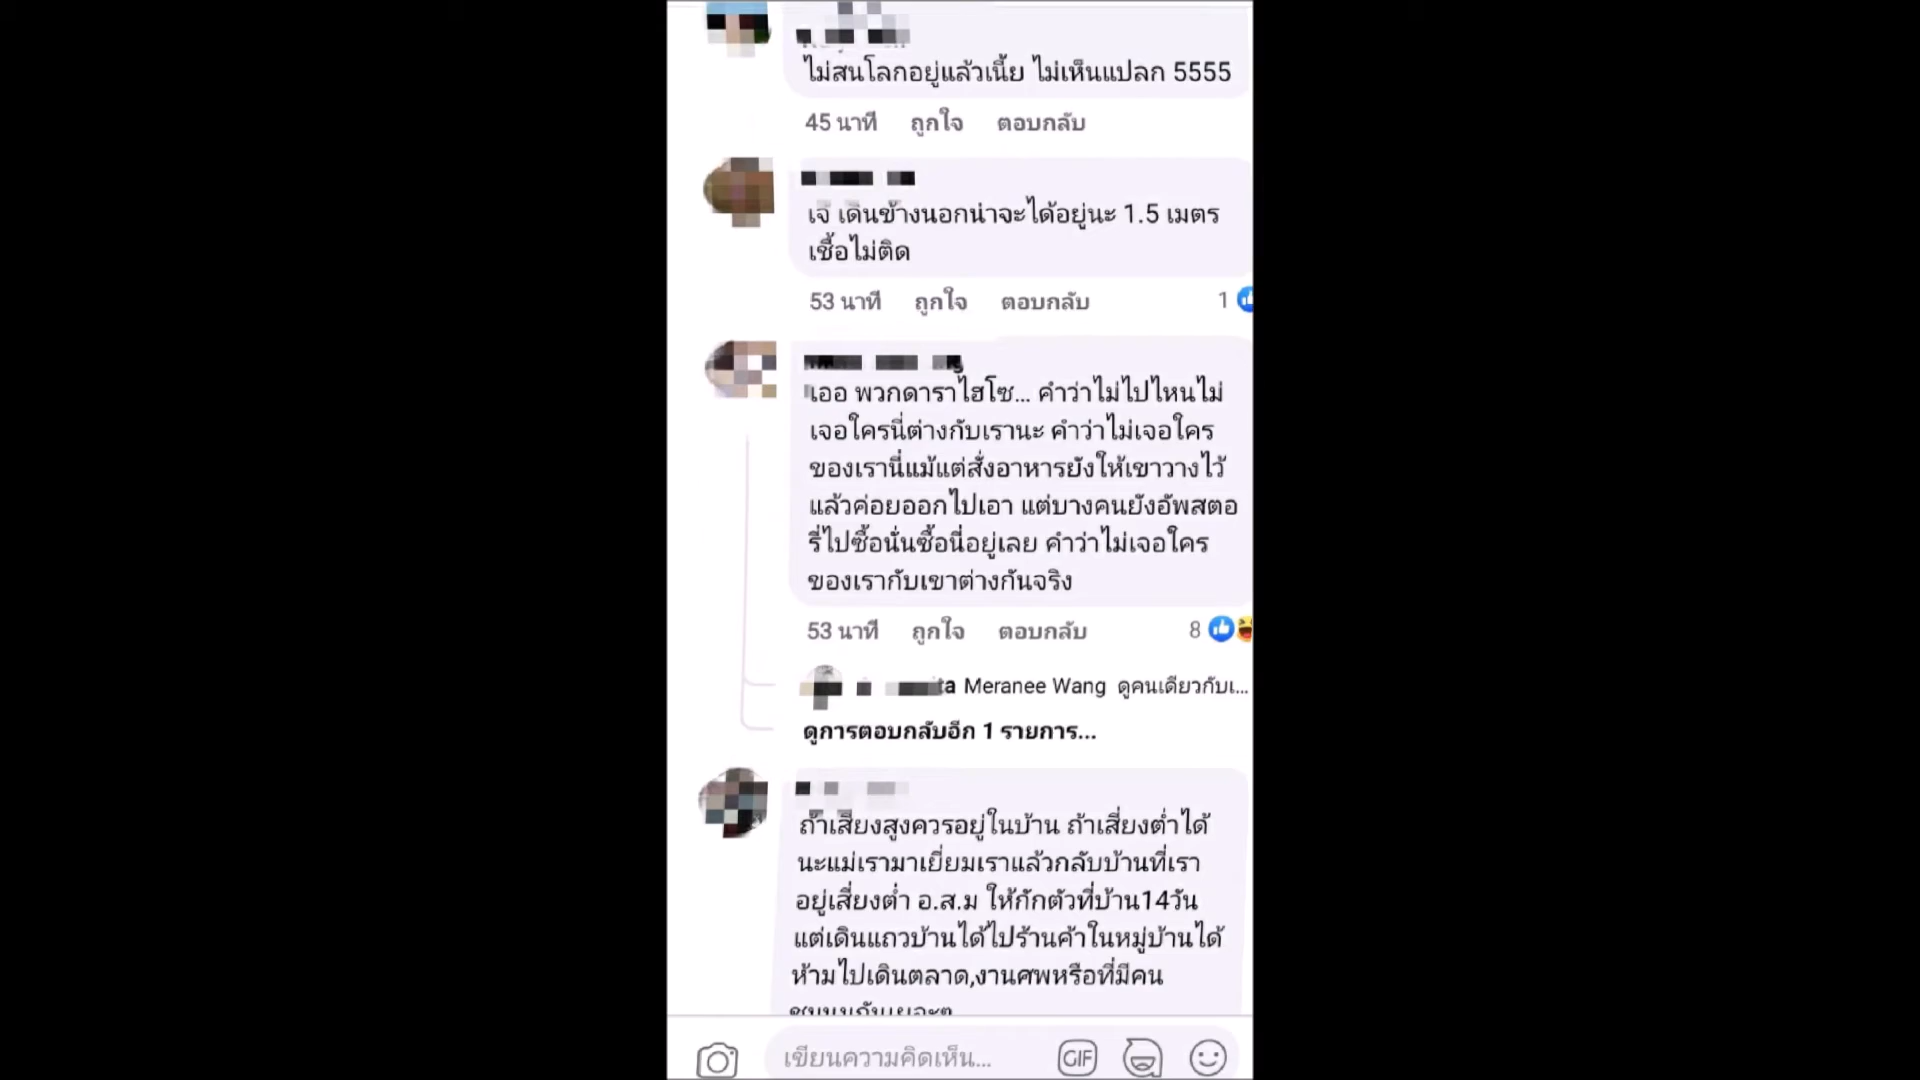 ไม่สนโลกอยู่แล้วเนี้ย ไม่เห็นแปลก 5555
45 นาที ถูกใจ ตอบกลับ
เจ๊ เดินข้างนอกน่าจะได้อยู่นะ 1.5 เมตร
เชื้อไม่ติด
53 นาที ถูกใจ ตอบกลับ 1
เออ พวกดาราไฮโซ... คำว่าไม่ไปไหนไม่
เจอใครนี่ต่างกับเรานะ คำว่าไม่เจอใคร
ของเรานี่แม้แต่สั่งอาหารยังให้เขาวางไว้
แล้วค่อยออกไปเอา แต่บางคนยังอัพสตอ
รี่ไปซื้อนั่นซื้อนี่อยู่เลย คำว่าไม่เจอใคร
ของเรากับเขาต่างกันจริง
53 นาที ถูกใจ ตอบกลับ 8
Meranee Wang ดูคนเดียวกับเ...
ดูการตอบกลับอีก 1 รายการ...
ถ้าเสี่ยงสูงควรอยู่ในบ้าน ถ้าเสี่ยงต่ำได้
นะแม่เรามาเยี่ยมเราแล้วกลับบ้านที่เรา
อยู่เสี่ยงต่ำ อ.ส.ม ให้กักตัวที่บ้าน14วัน
แต่เดินแถวบ้านได้ไปร้านค้าในหมู่บ้านได้
ห้ามไปเดินตลาด,งานศพหรือที่มีคน
เขียนความคิดเห็น...
GIF